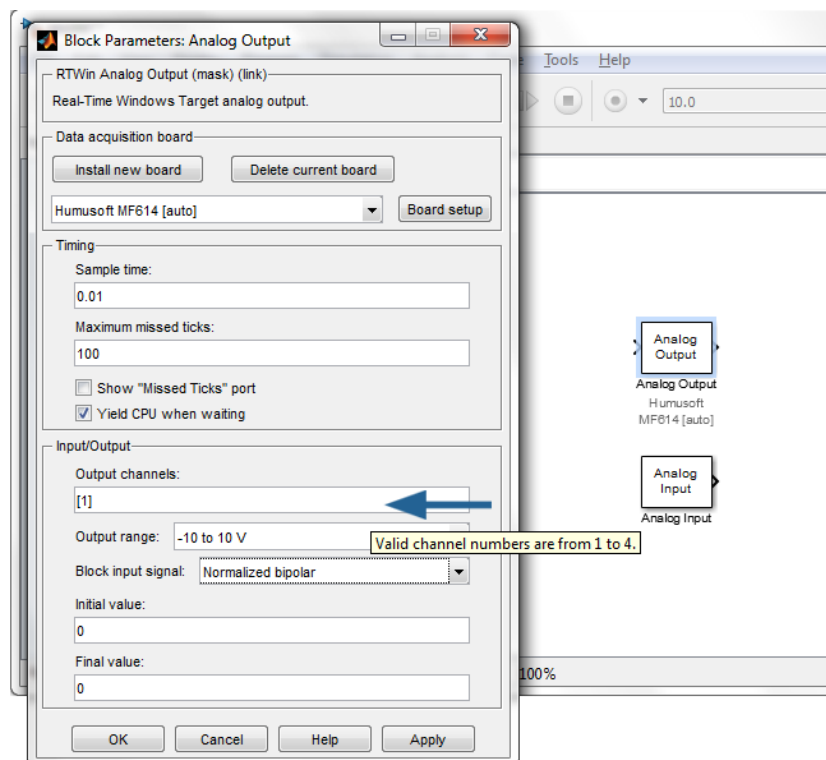 Block Parameters: Analog Output
RTWin Analog Output (mask) (link)
Real-Time Windows Target analog output.
Data acquisition board
Install new board
Delete current board
Humusoft MF614 [auto]
Board setup
Timing
Sample time:
0.01
Maximum missed ticks:
100
Show "Missed Ticks" port
Yield CPU when waiting
Input/Output
Output channels:
[1]
Output range:
-10 to 10 V
Valid channel numbers are from 1 to 4.
Block input signal:
Normalized bipolar
Initial value:
0
Final value:
0
OK
Cancel
Help
Apply
Tools
Help
10.0
Analog
Output
Analog Output
Humusoft
MF614 [auto]
Analog
Input
Analog Input
100%